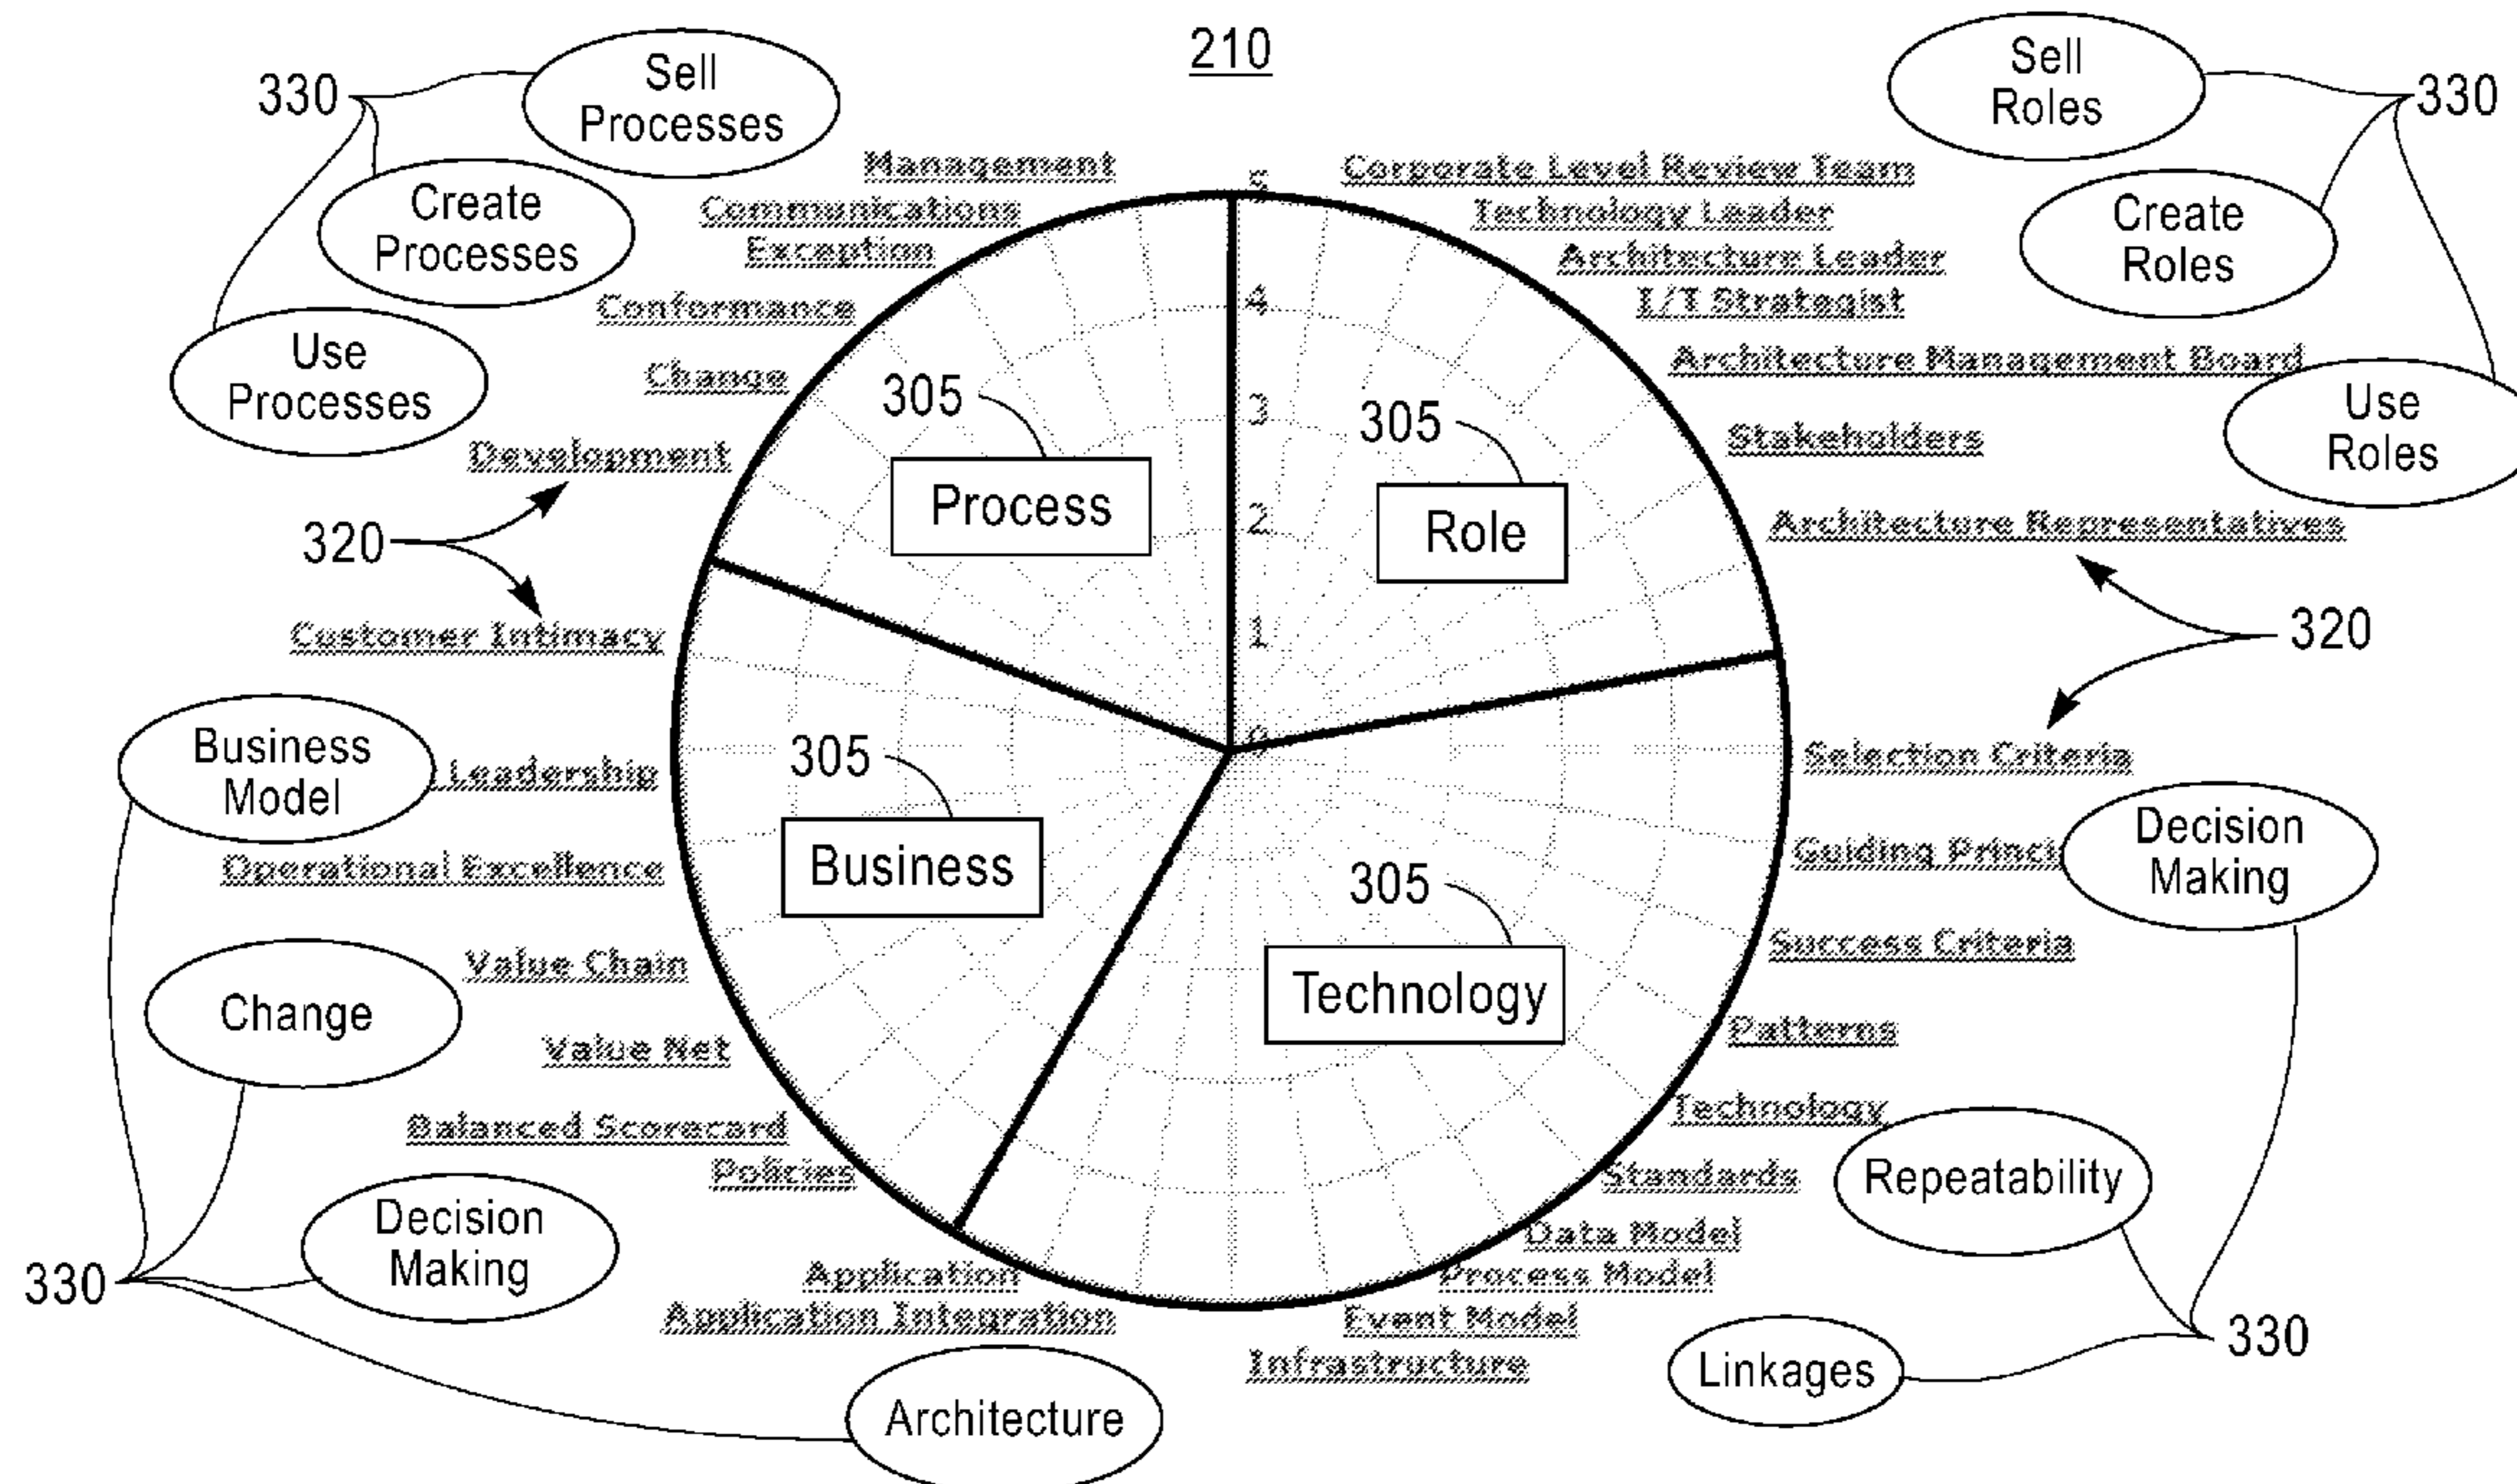 210
330
Sell
Processes
Create
Processes
Use
Processes
Sell
Roles
330
Create
Roles
Use
Roles
Management
Communications
Exception
Conformance
Change
Development
320
Customer Intimacy
Corporate Level Review Team
Technology Leader
Architecture Leader
I/T Strategist
Architecture Management Board
Stakeholders
Architecture Representatives
320
5
4
3
2
1
0
305
Process
305
Role
305
Business
305
Technology
Business
Model
Leadership
Operational Excellence
Change
Value Chain
Value Net
Balanced Scorecard
Policies
Decision
Making
330
Application
Application Integration
Architecture
Selection Criteria
Guiding Princi
Decision
Making
Success Criteria
Patterns
Technology
Standards
Repeatability
Data Model
Process Model
Event Model
Infrastructure
Linkages
330